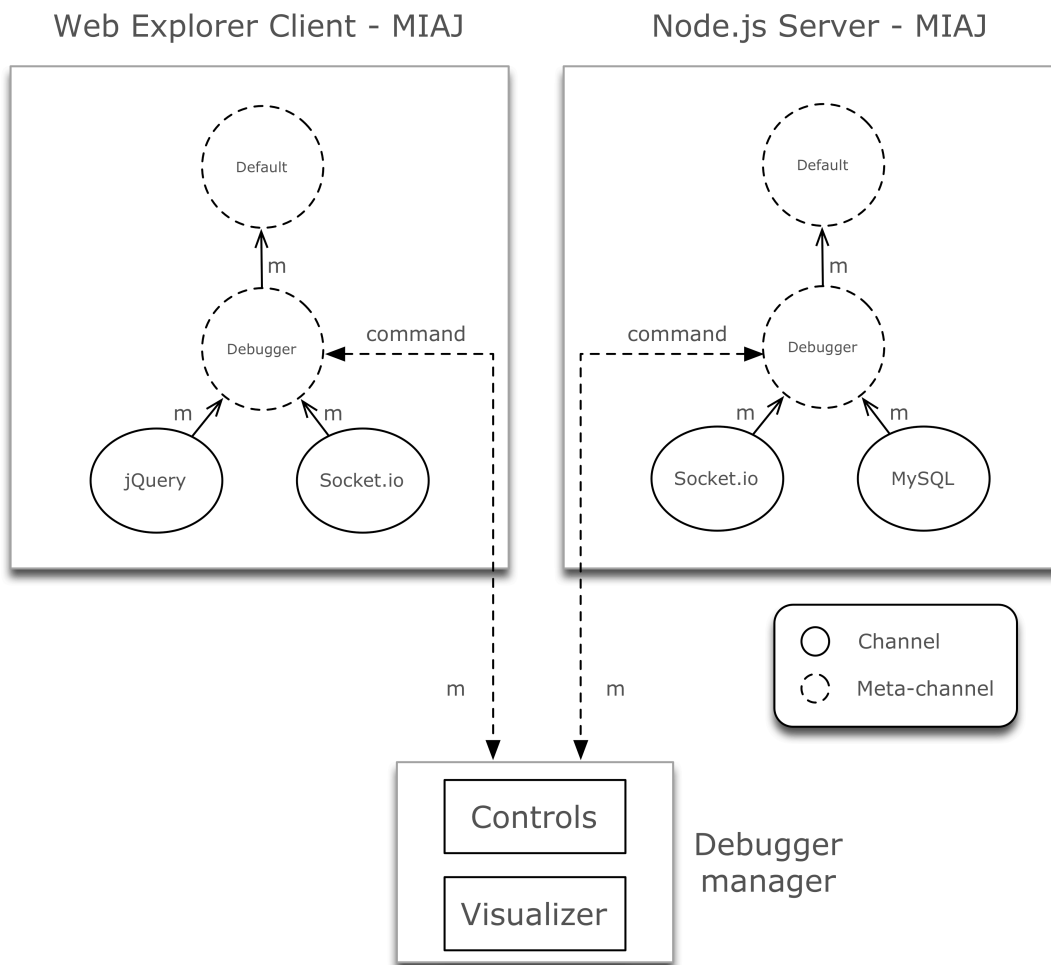 Web Explorer Client - MIAJ
Node.js Server - MIAJ
Default
m
Debugger
command
m
m
jQuery
Socket.io
Default
m
command
Debugger
m
m
Socket.io
MySQL
Channel
Meta-channel
m
m
Controls
Visualizer
Debugger
manager